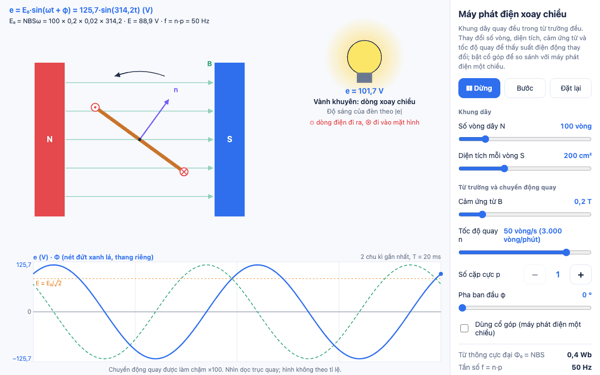 e = E₀·sin(ωt + φ) = 125,7·sin(314,2t) (V)
E₀ = NBSω = 100 × 0,2 × 0,02 × 314,2 · E = 88,9 V · f = n·p = 50 Hz
B
n
N
S
e = 101,7 V
Vành khuyên: dòng xoay chiều
Độ sáng của đèn theo |e|
⊙ dòng điện đi ra, ⊗ đi vào mặt hình
e (V) · Φ (nét đứt xanh lá, thang riêng)
2 chu kì gần nhất, T = 20 ms
125,7
E = E₀/√2
0
−125,7
Chuyển động quay được làm chậm ×100. Nhìn dọc trục quay; hình không theo tỉ lệ.
Máy phát điện xoay chiều
Khung dây quay đều trong từ trường đều. Thay đổi số vòng, diện tích, cảm ứng từ và tốc độ quay để thấy suất điện động thay đổi; bật cổ góp để so sánh với máy phát điện một chiều.
Dừng
Bước
Đặt lại
Khung dây
Số vòng dây N
100 vòng
Diện tích mỗi vòng S
200 cm²
Từ trường và chuyển động quay
Cảm ứng từ B
0,2 T
Tốc độ quay n
50 vòng/s (3.000 vòng/phút)
Số cặp cực p
−
1
+
Pha ban đầu φ
0 °
Dùng cổ góp (máy phát điện một chiều)
Từ thông cực đại Φ₀ = NBS
0,4 Wb
Tần số f = n·p
50 Hz